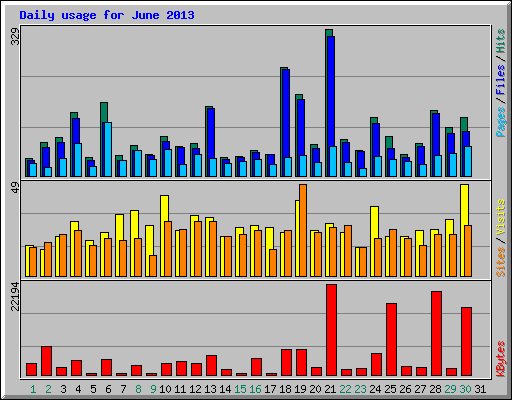 Daily usage for June 2013
329
Pages / Files / Hits
49
Sites / Visits
22194
KBytes
1 2 3 4 5 6 7 8 9 10 11 12 13 14 15 16 17 18 19 20 21 22 23 24 25 26 27 28 29 30 31